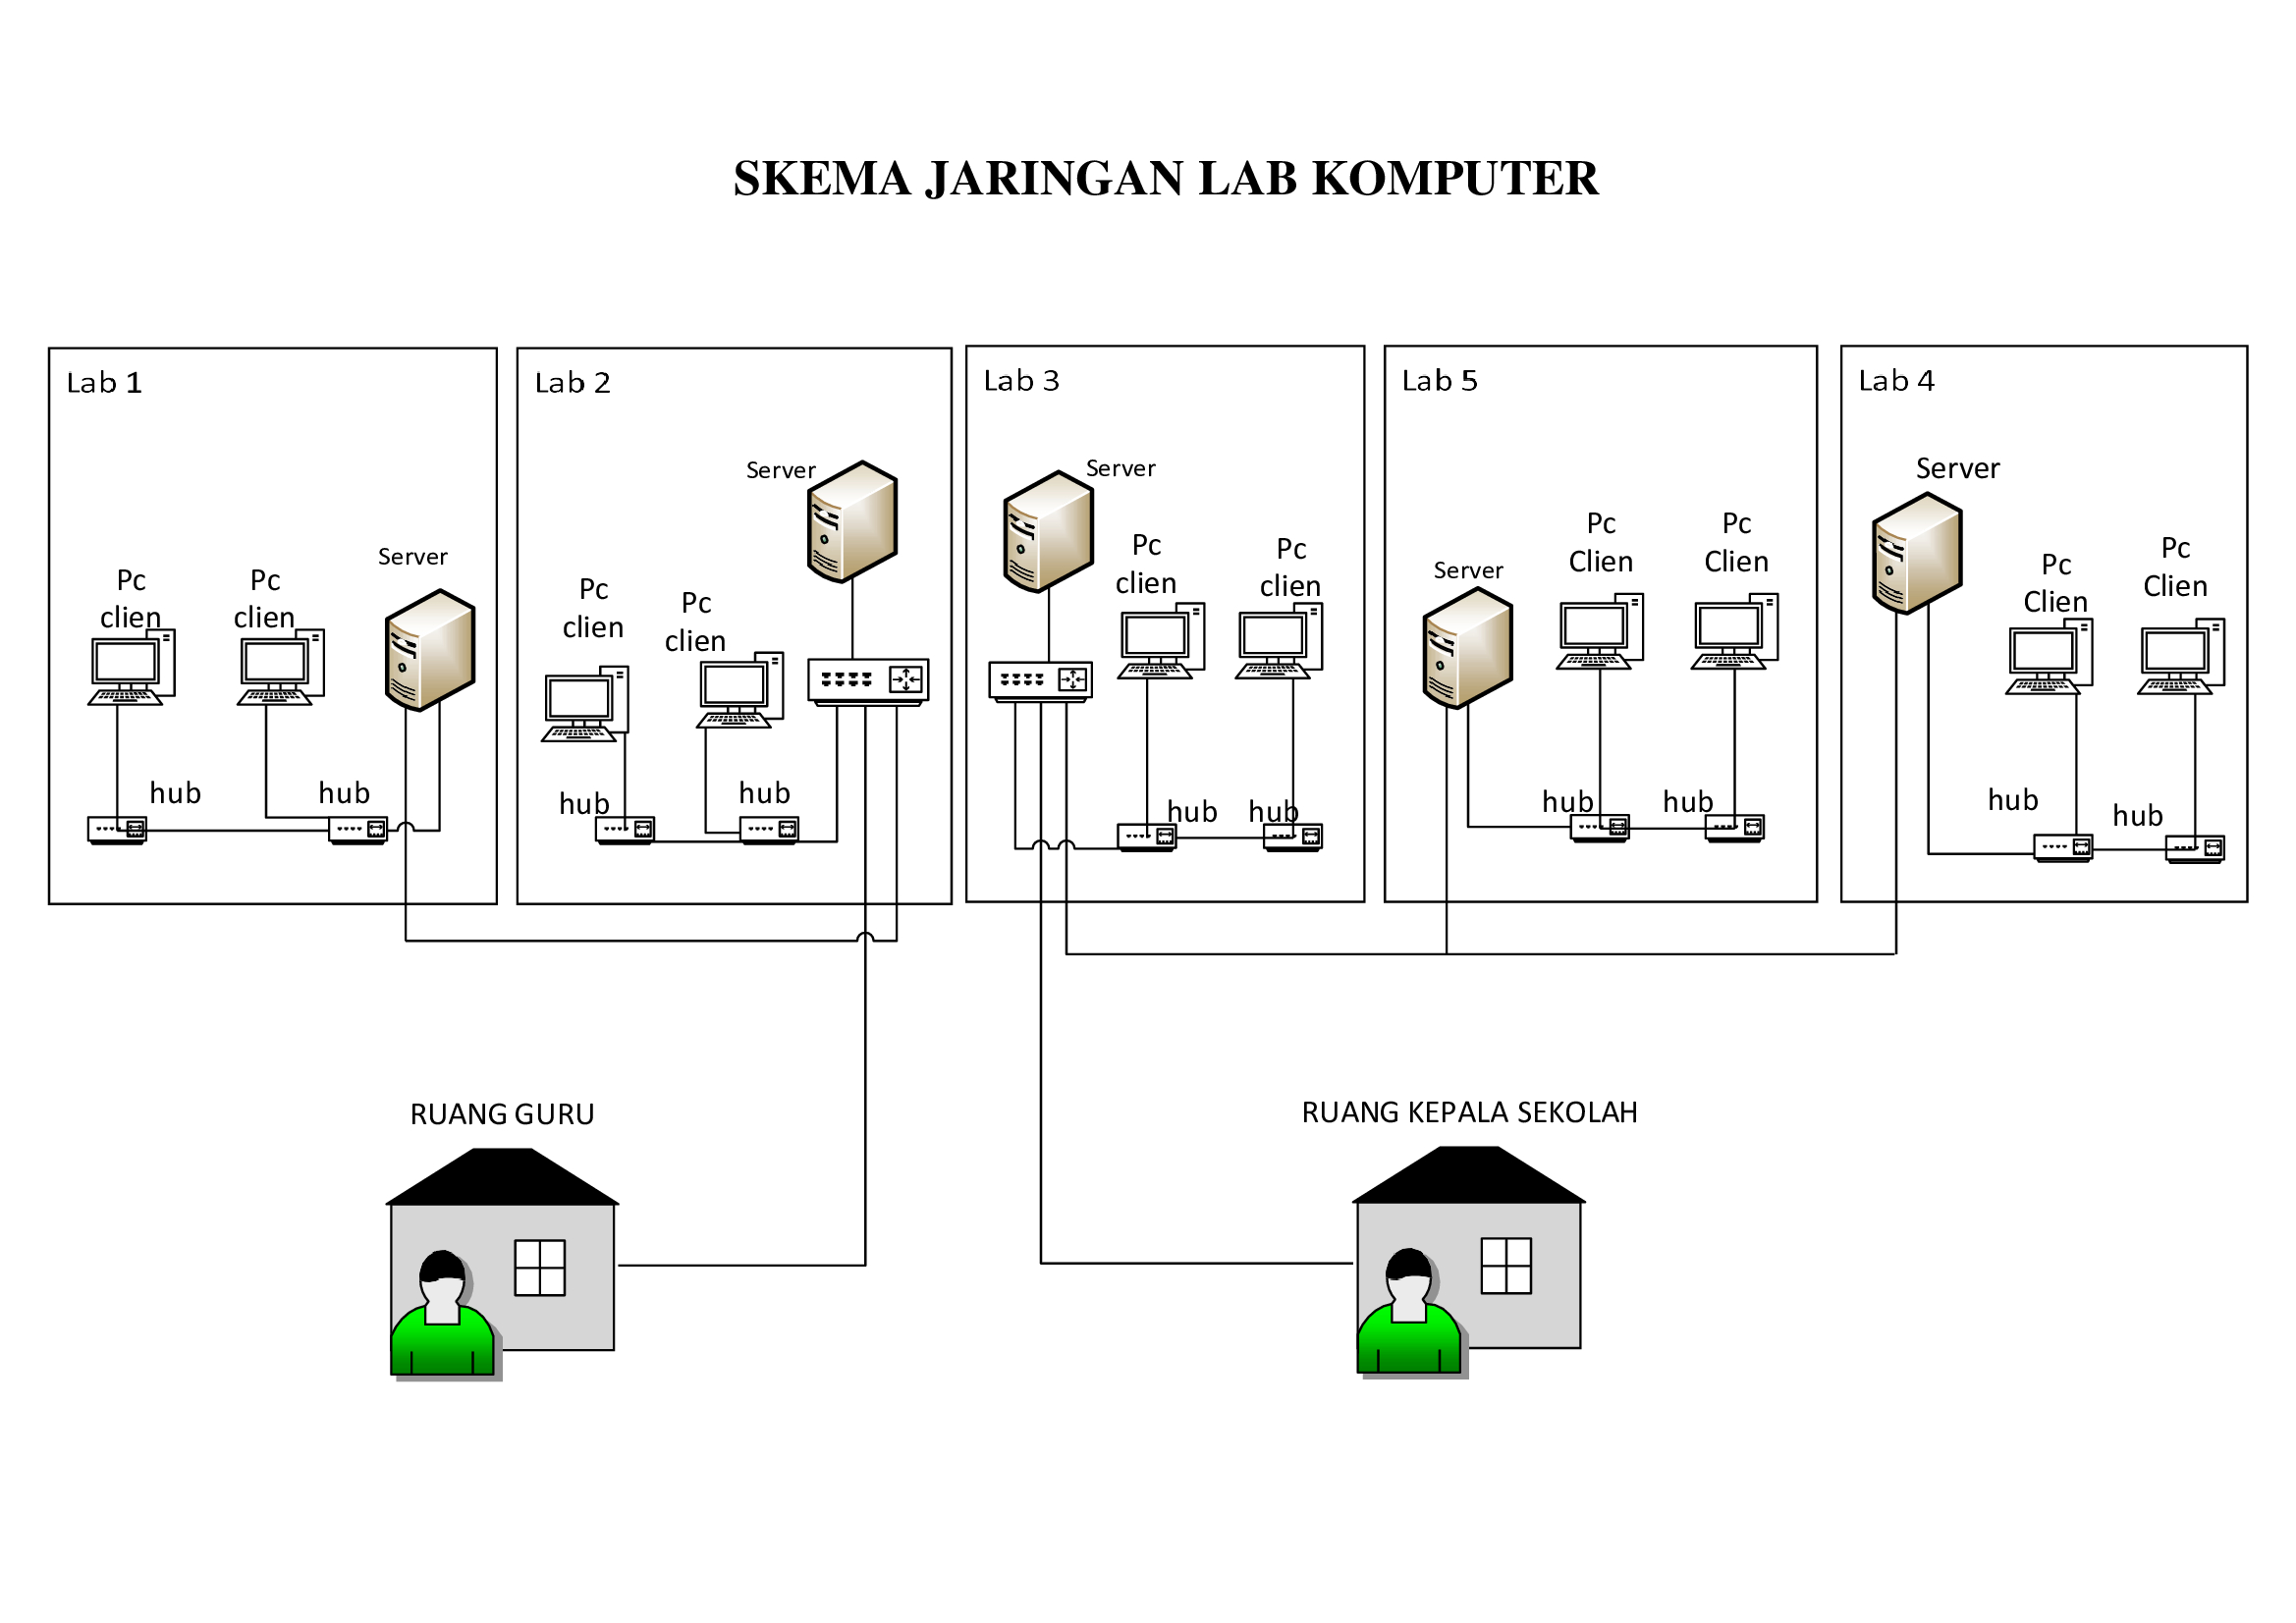 SKEMA JARINGAN LAB KOMPUTER
Lab 1
Pc
clien
Pc
clien
Server
hub
hub
Lab 2
Server
Pc
clien
Pc
clien
hub
hub
Lab 3
Server
Pc
clien
Pc
clien
hub
hub
Lab 5
Server
Pc
Clien
Pc
Clien
hub
hub
Lab 4
Server
Pc
Clien
Pc
Clien
hub
hub
RUANG GURU
RUANG KEPALA SEKOLAH